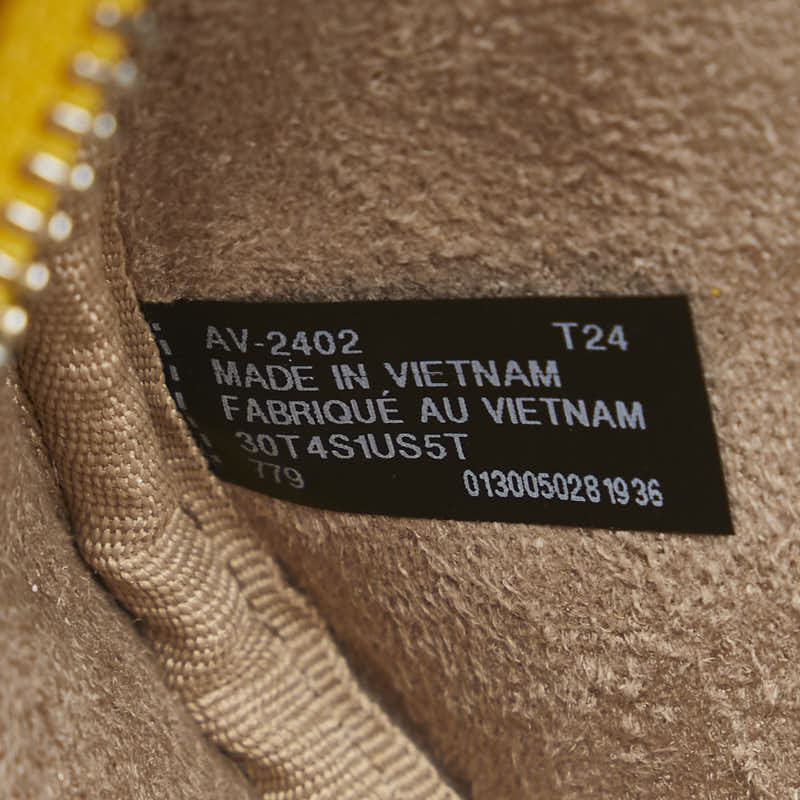 AV-2402 T24
MADE IN VIETNAM
FABRIQUÉ AU VIETNAM
30T4S1US5T
779 0130050281936